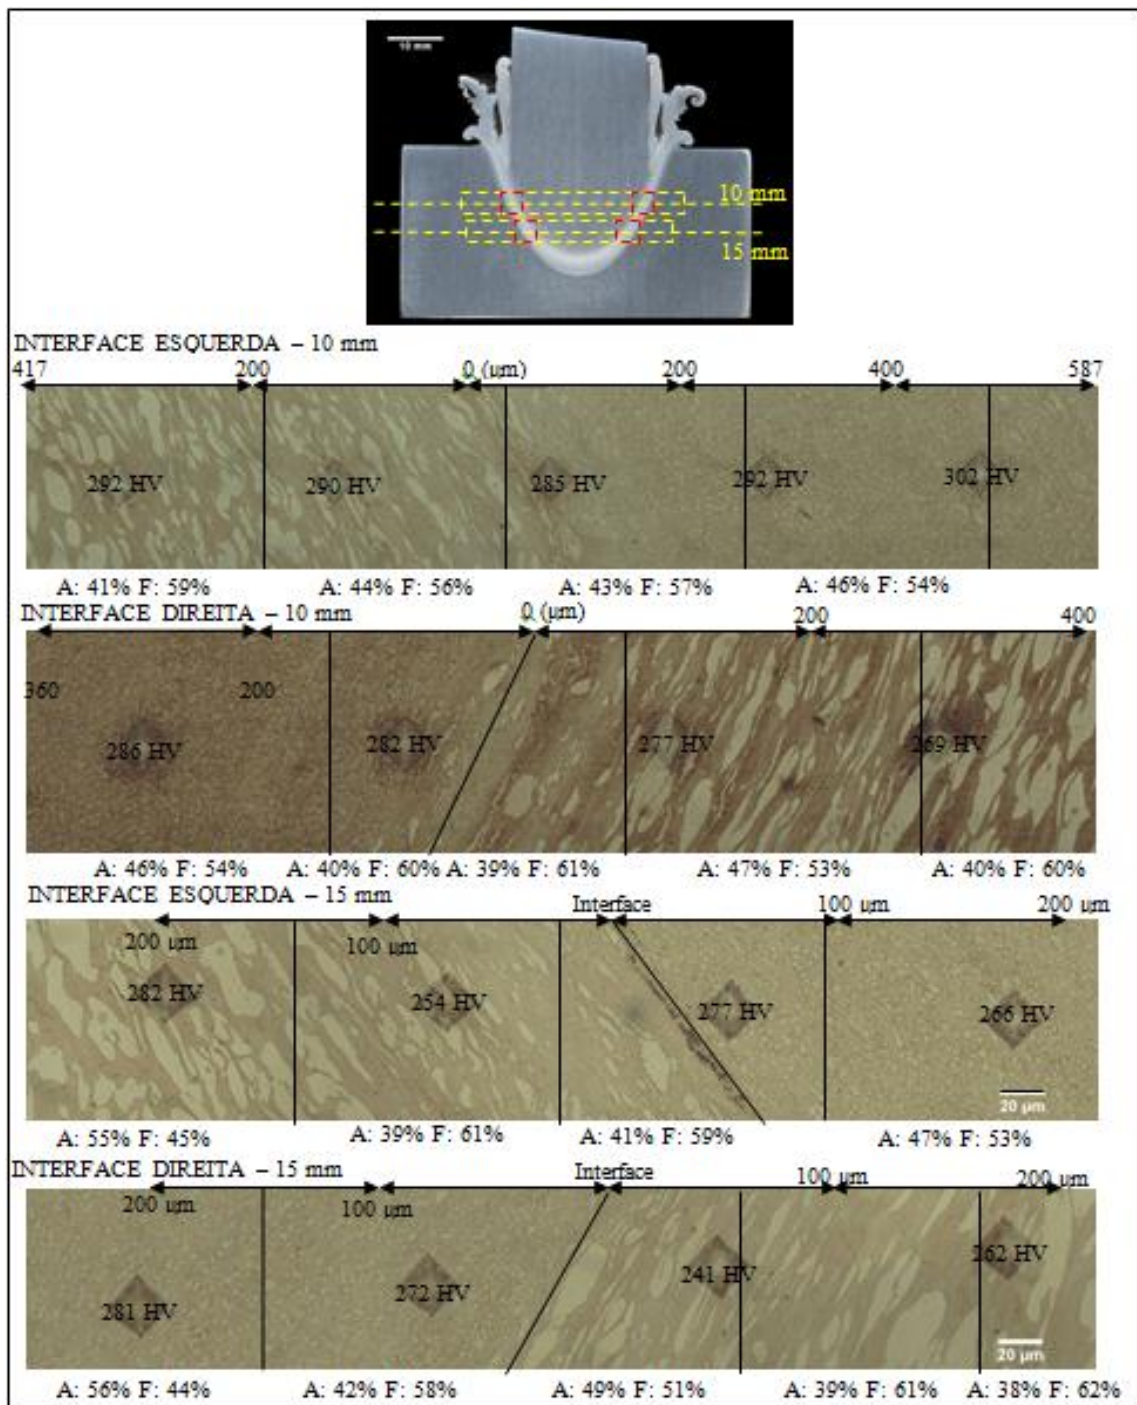 10 mm
10 mm
15 mm
INTERFACE ESQUERDA – 10 mm
417 200 0 (µm) 200 400 587
292 HV 290 HV 285 HV 292 HV 302 HV
A: 41% F: 59% A: 44% F: 56% A: 43% F: 57% A: 46% F: 54%
INTERFACE DIREITA – 10 mm 0 (µm) 200 400
360 200
286 HV 282 HV 277 HV 269 HV
A: 46% F: 54% A: 40% F: 60% A: 39% F: 61% A: 47% F: 53% A: 40% F: 60%
INTERFACE ESQUERDA – 15 mm Interface 100 µm 200 µm
200 µm 100 µm
282 HV 254 HV 277 HV 266 HV
20 µm
A: 55% F: 45% A: 39% F: 61% A: 41% F: 59% A: 47% F: 53%
INTERFACE DIREITA – 15 mm Interface 100 µm 200 µm
200 µm 100 µm
281 HV 272 HV 241 HV 262 HV
20 µm
A: 56% F: 44% A: 42% F: 58% A: 49% F: 51% A: 39% F: 61% A: 38% F: 62%